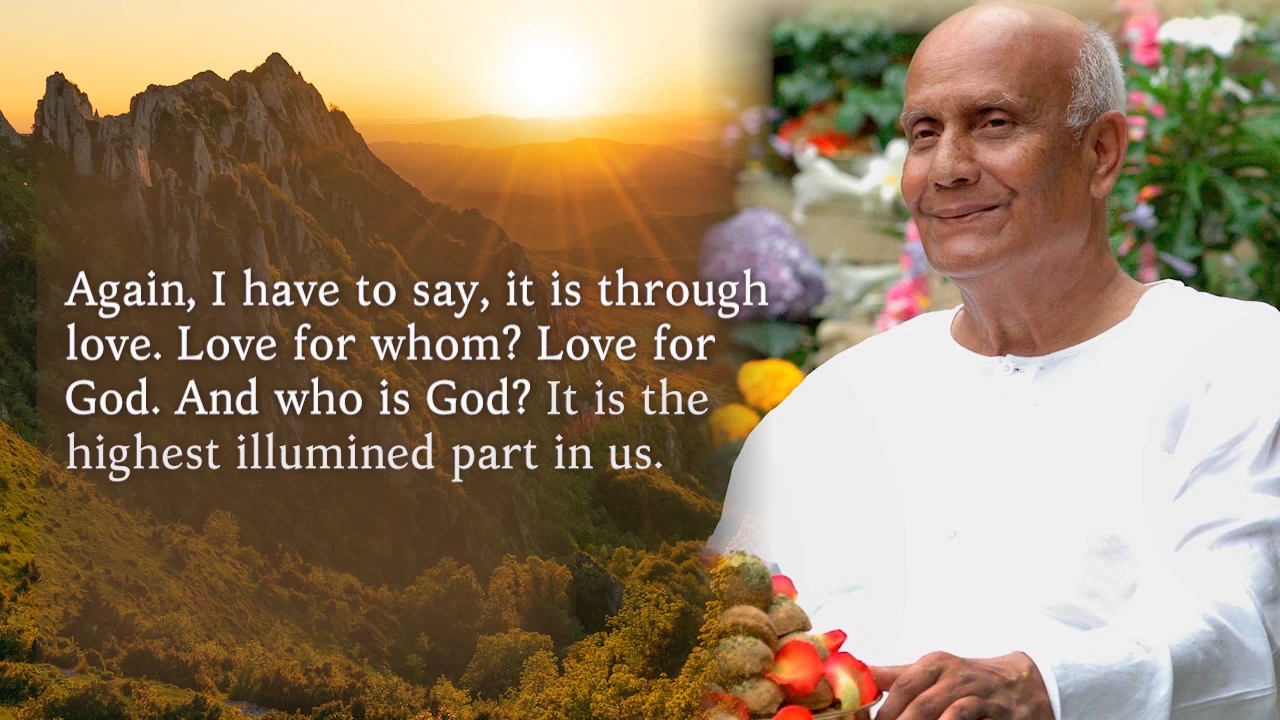 Again, I have to say, it is through
love. Love for whom? Love for
God. And who is God? It is the
highest illumined part in us.